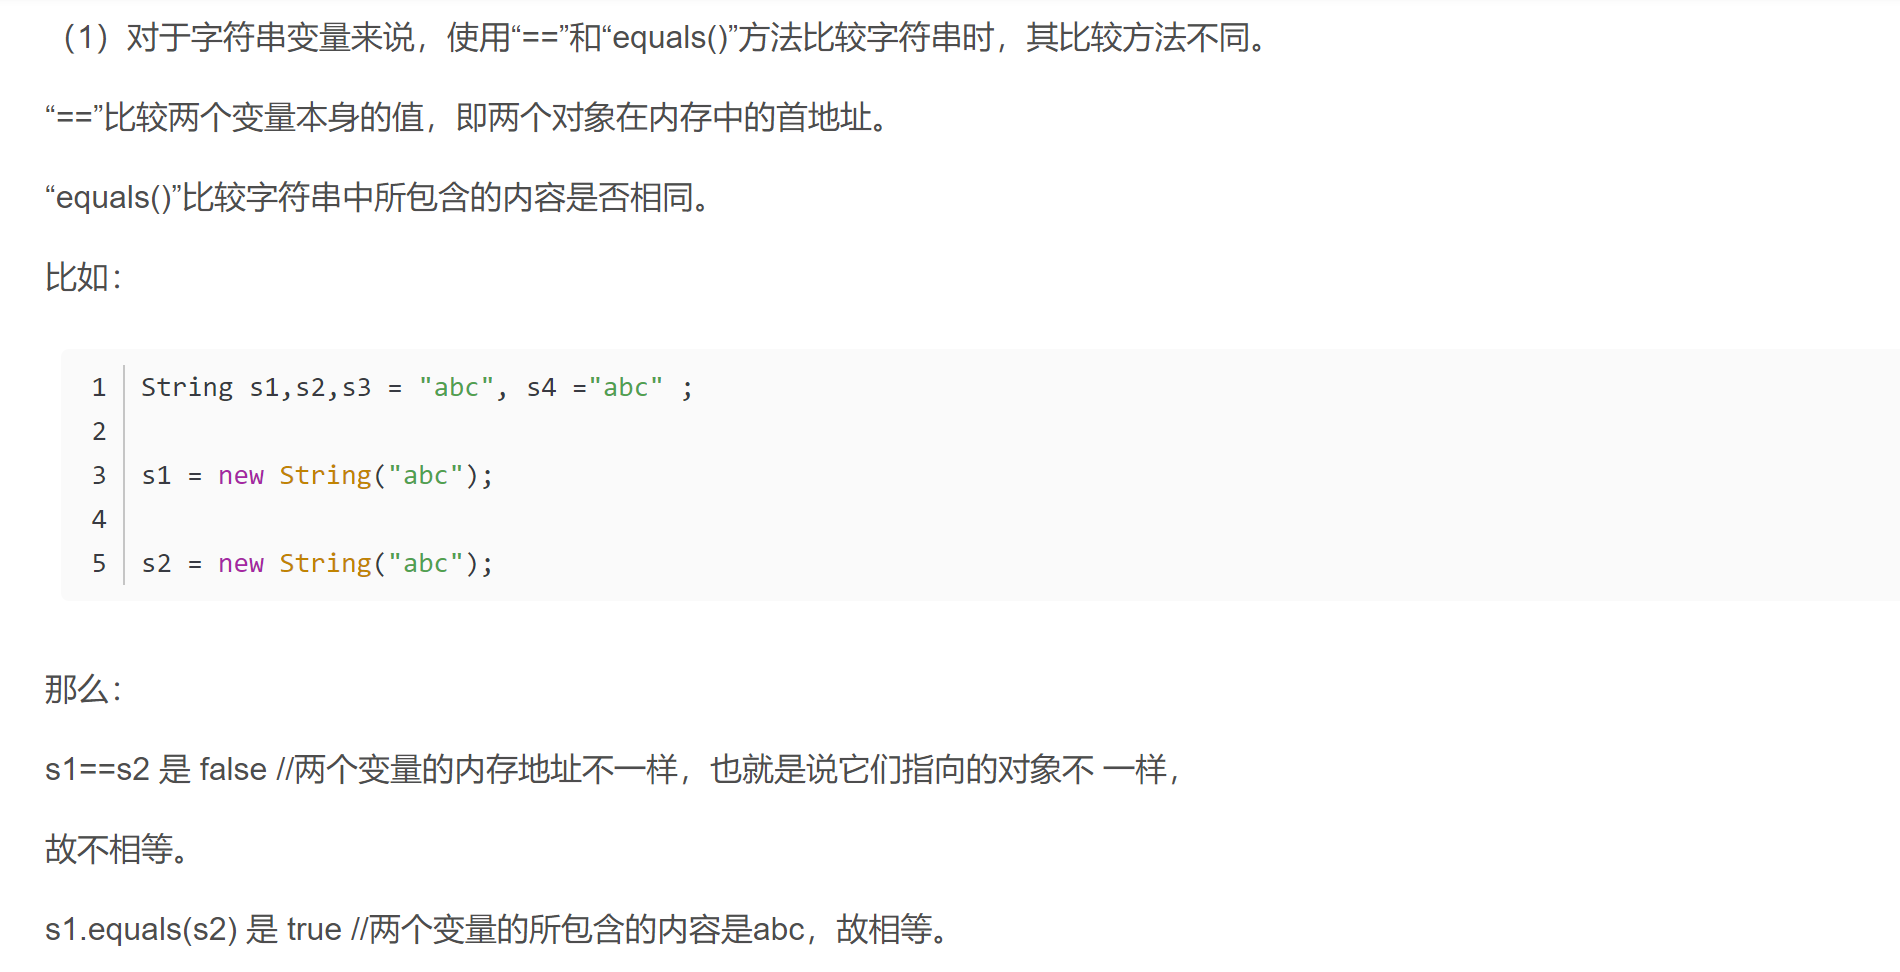 （1）对于字符串变量来说，使用“==”和“equals()”方法比较字符串时，其比较方法不同。
“==”比较两个变量本身的值，即两个对象在内存中的首地址。
“equals()”比较字符串中所包含的内容是否相同。
比如：
1 String s1,s2,s3 = "abc", s4 ="abc" ;
2
3 s1 = new String("abc");
4
5 s2 = new String("abc");
那么：
s1==s2 是 false //两个变量的内存地址不一样，也就是说它们指向的对象不 一样，
故不相等。
s1.equals(s2) 是 true //两个变量的所包含的内容是abc，故相等。